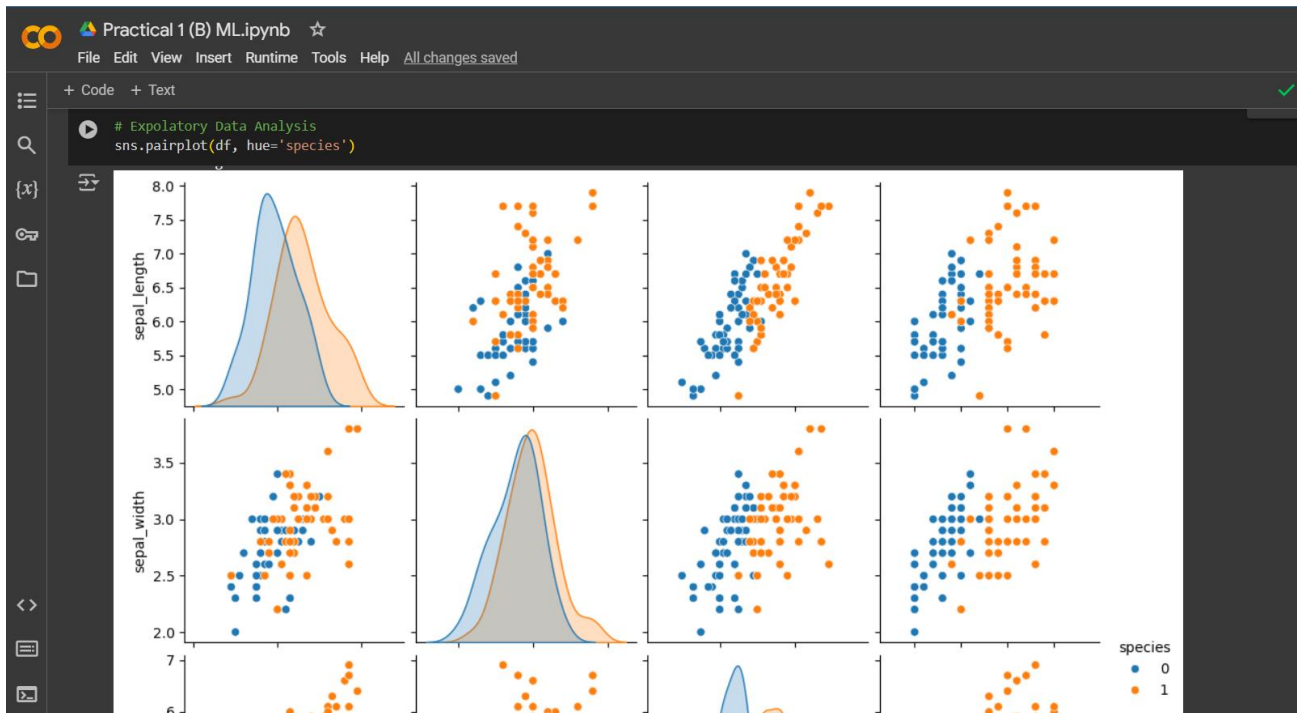 Practical 1 (B) ML.ipynb
File Edit View Insert Runtime Tools Help All changes saved
+ Code + Text
# Expolatory Data Analysis
sns.pairplot(df, hue='species')
{x}
8.0
7.5
7.0
6.5
6.0
5.5
5.0
sepal_length
3.5
3.0
2.5
2.0
sepal_width
7
6
species
0
1